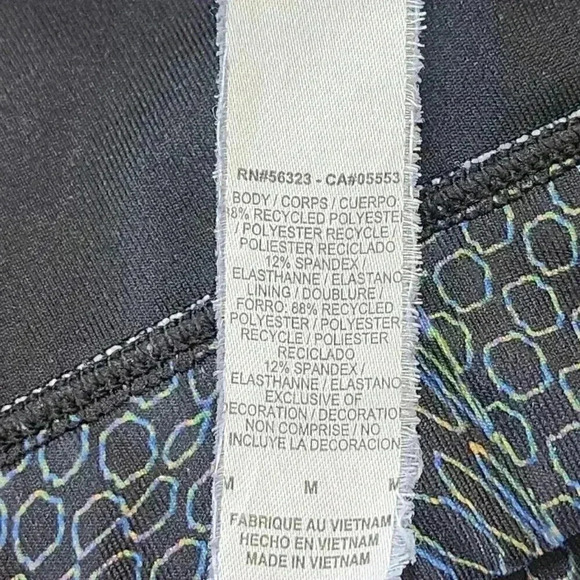 RN#56323 - CA#05553
BODY / CORPS / CUERPO
88% RECYCLED POLYESTE
/ POLYESTER RECYCLE /
POLIESTER RECICLADO
12% SPANDEX /
ELASTHANNE / ELASTANO
LINING / DOUBLURE /
FORRO: 88% RECYCLED
POLYESTER / POLYESTER
RECYCLE / POLIESTER
RECICLADO
12% SPANDEX /
ELASTHANNE / ELASTANO
EXCLUSIVE OF
DECORATION / DECORATION
NON COMPRISE / NO
INCLUYE LA DECORACION
M M M
FABRIQUE AU VIETNAM
HECHO EN VIETNAM
MADE IN VIETNAM